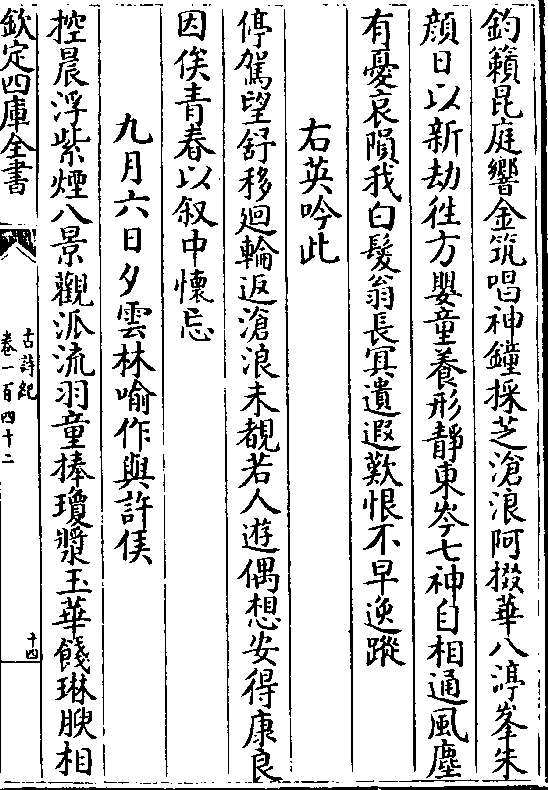 鈞籟昆庭響金筑唱神鐘採芝滄浪阿掇華八渟峯朱
顔日以新劫徃方嬰童養形靜東岑七神自相通風塵
有憂哀隕我白髮翁長冥遺遐歎恨不早逸蹤
右英吟此
停駕望舒移迴輪返滄浪未覩若人遊偶想安得康良
因俟青春以叙中懷忘
九月六日夕雲林喻作與許侯
控晨浮紫煙八景觀派流羽童捧瓊漿玉華餞琳腴相
欽定四庫全書
古詩紀
卷一百四十二
十四